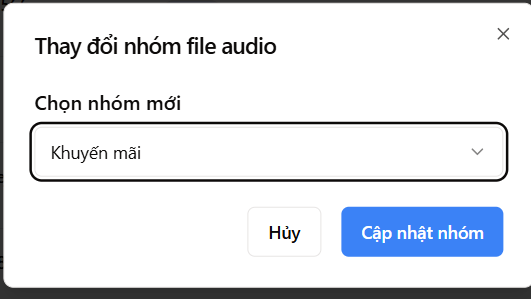 Thay đổi nhóm file audio
Chọn nhóm mới
Khuyến mãi
Hủy
Cập nhật nhóm